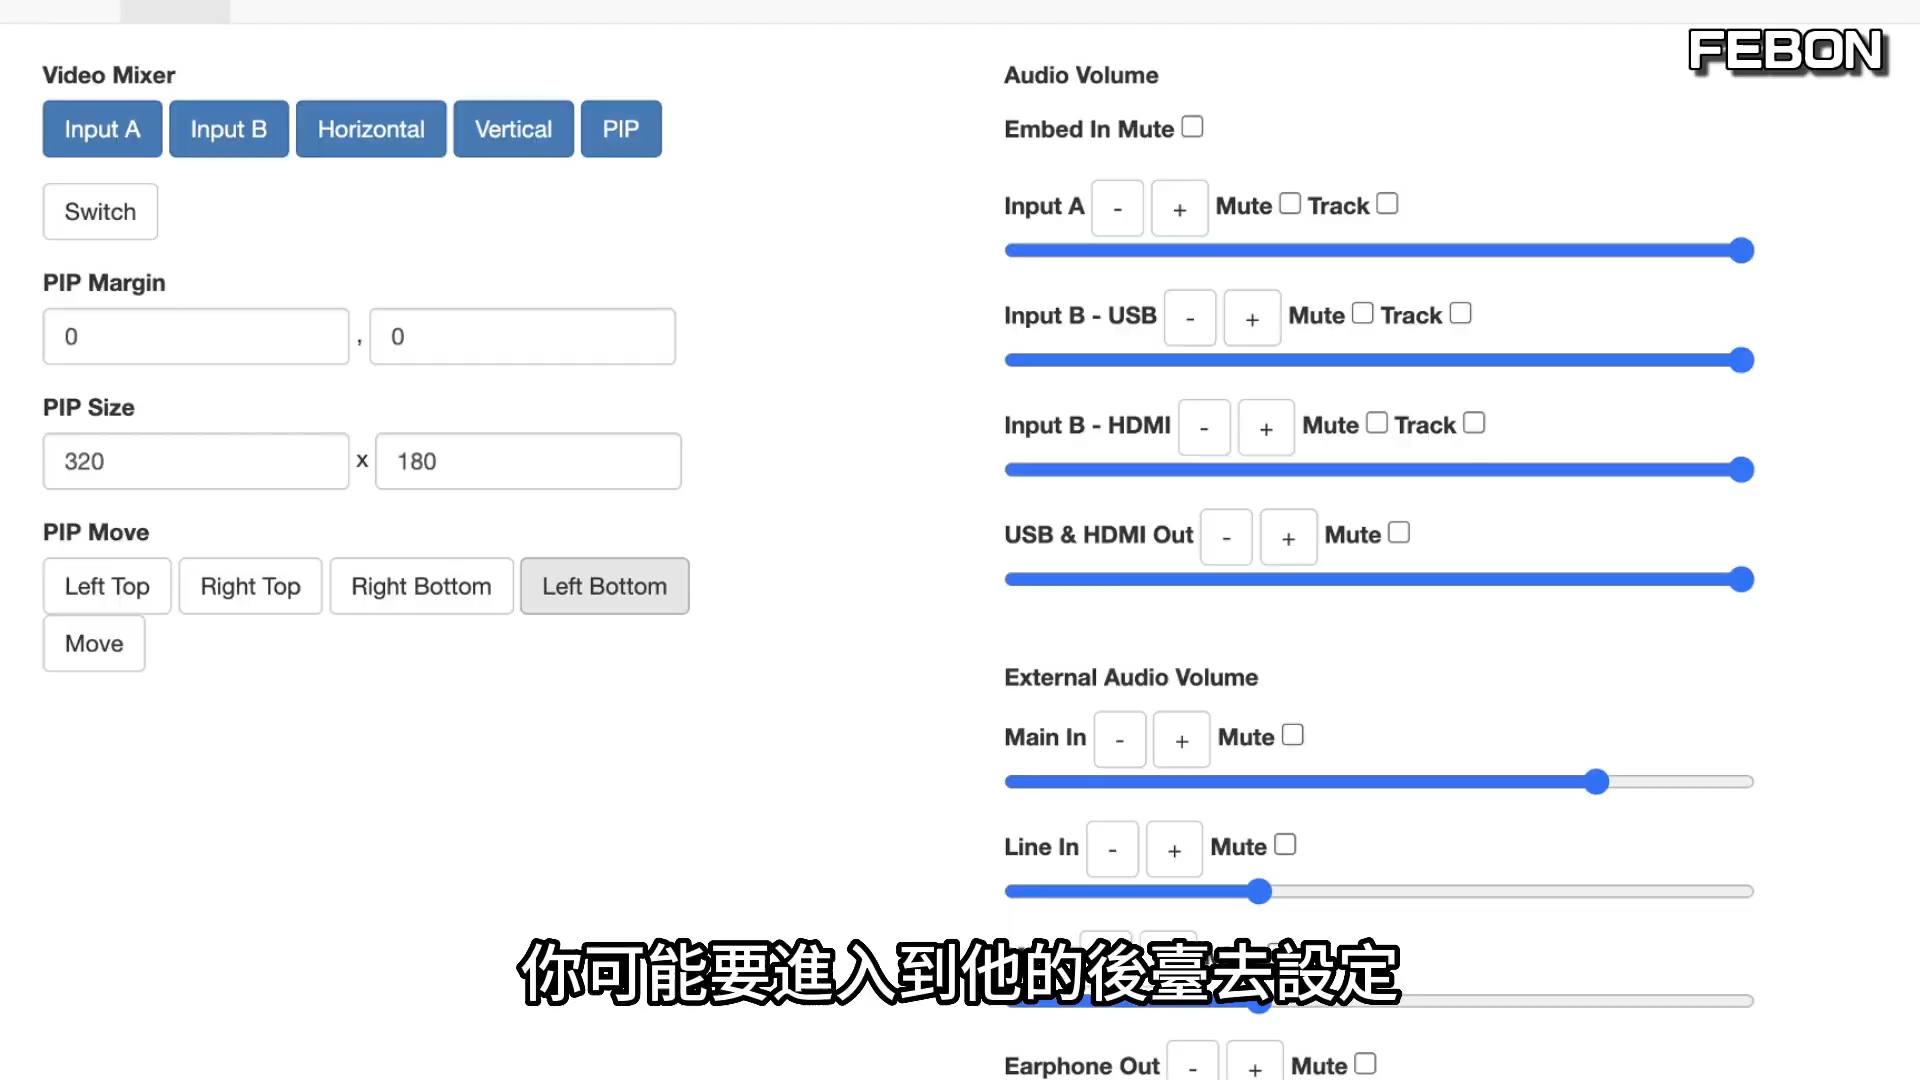 FEBON
Video Mixer
Input A Input B Horizontal Vertical PIP
Switch
PIP Margin
0 , 0
PIP Size
320 x 180
PIP Move
Left Top Right Top Right Bottom Left Bottom
Move
Audio Volume
Embed In Mute
Input A - + Mute Track
Input B - USB - + Mute Track
Input B - HDMI - + Mute Track
USB & HDMI Out - + Mute
External Audio Volume
Main In - + Mute
Line In - + Mute
你可能要進入到他的後臺去設定
Earphone Out - + Mute